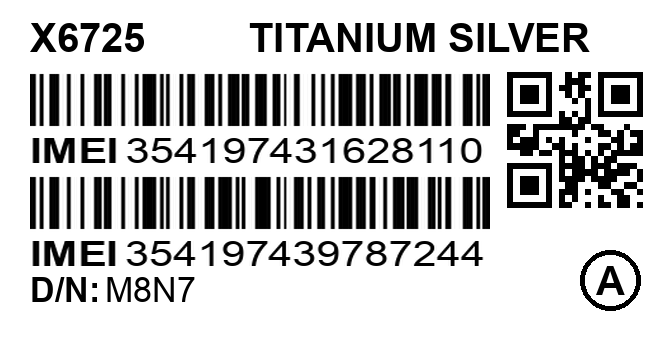 X6725 TITANIUM SILVER
IMEI 354197431628110
IMEI 354197439787244
D/N: M8N7
A